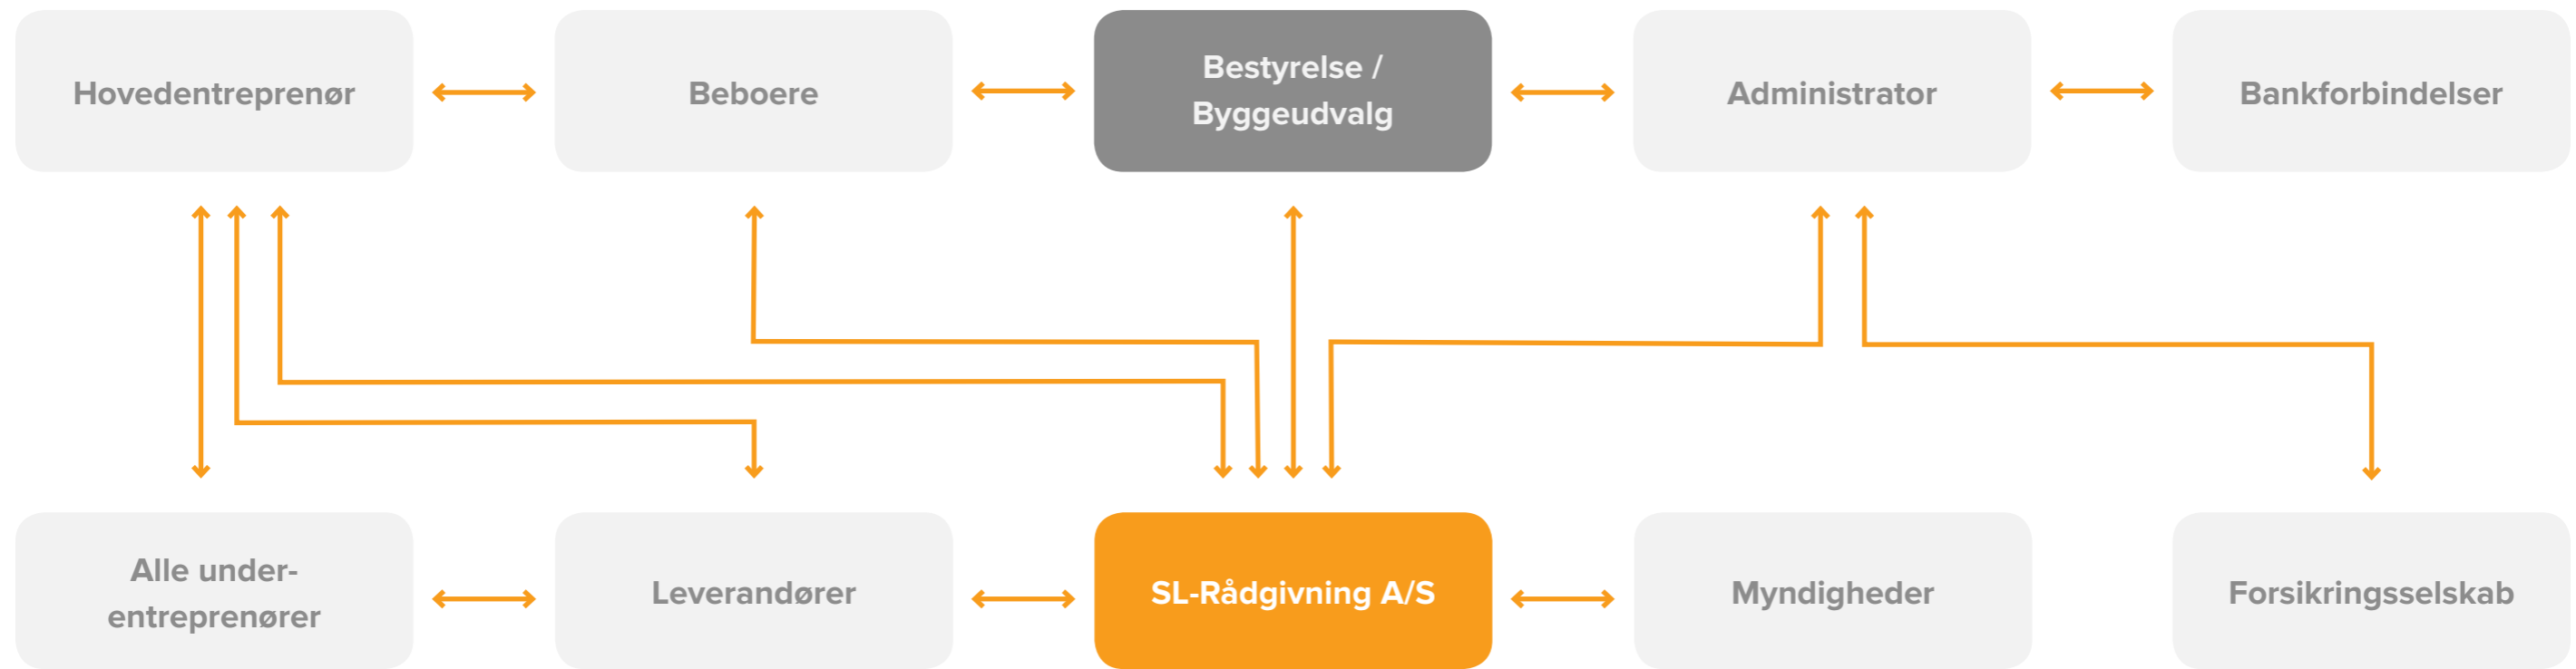 Hovedentreprenør
Beboere
Bestyrelse /
Byggeudvalg
Administrator
Bankforbindelser
Alle under-
entreprenører
Leverandører
SL-Rådgivning A/S
Myndigheder
Forsikringsselskab